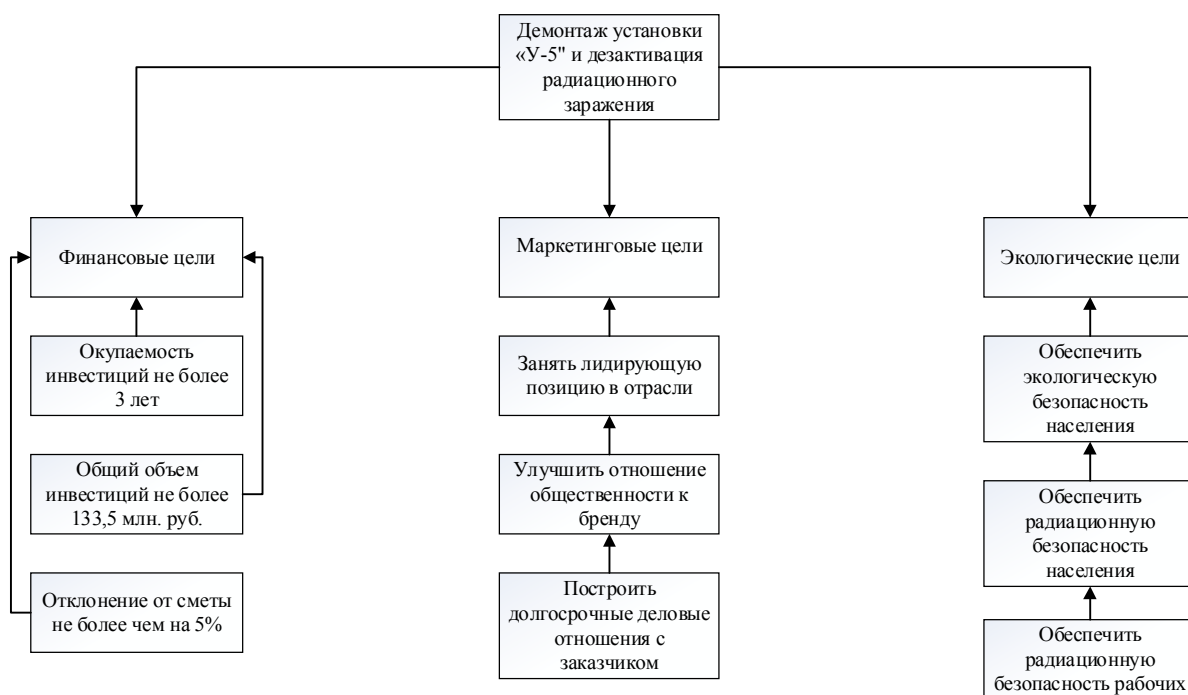 Демонтаж установки
«У-5" и дезактивация
радиационного
заражения
Финансовые цели
Маркетинговые цели
Экологические цели
Окупаемость
инвестиций не более
3 лет
Занять лидирующую
позицию в отрасли
Обеспечить
экологическую
безопасность
населения
Общий объем
инвестиций не более
133,5 млн. руб.
Улучшить отношение
общественности к
бренду
Обеспечить
радиационную
безопасность
населения
Отклонение от сметы
не более чем на 5%
Построить
долгосрочные деловые
отношения с
заказчиком
Обеспечить
радиационную
безопасность рабочих